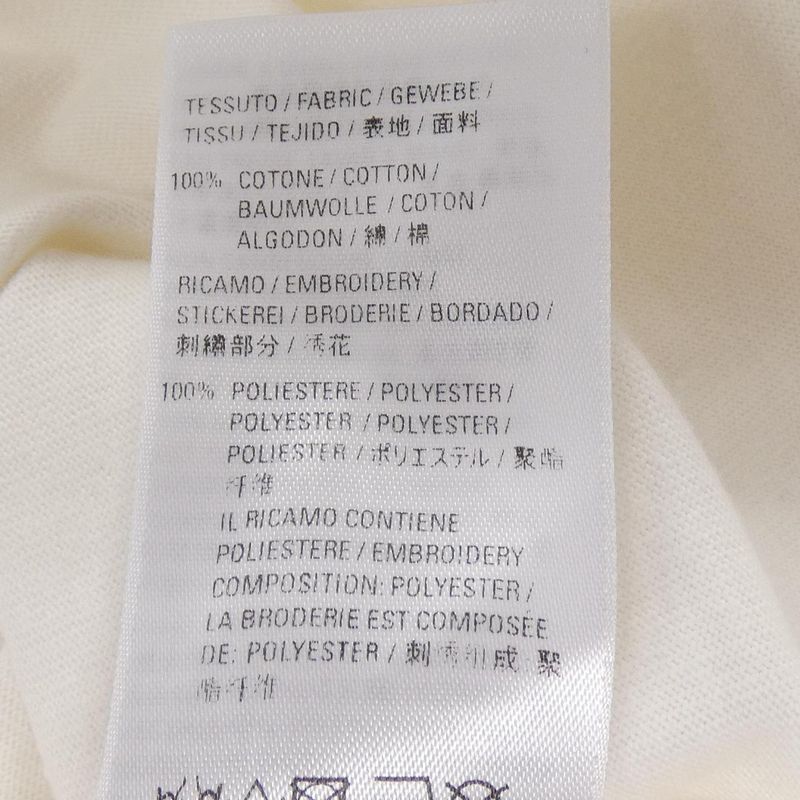 TESSUTO / FABRIC / GEWEBE /
TISSU / TEJIDO / 表地 / 面料
100% COTONE / COTTON /
BAUMWOLLE / COTON /
ALGODON / 綿 / 棉
RICAMO / EMBROIDERY /
STICKEREI / BRODERIE / BORDADO /
刺繍部分 / 绣花
100% POLIESTERE / POLYESTER /
POLYESTER / POLYESTER /
POLIESTER / ポリエステル / 聚酯
纤维
IL RICAMO CONTIENE
POLIESTERE / EMBROIDERY
COMPOSITION: POLYESTER /
LA BRODERIE EST COMPOSÉE
DE: POLYESTER / 刺绣组成: 聚
酯纤维